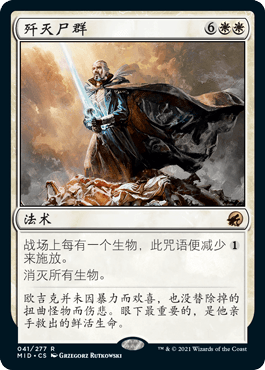 歼灭尸群 6
法术
战场上每有一个生物，此咒语便减少 1
来施放。
消灭所有生物。
欧吉克并未因暴力而欢喜，也没替除掉的
扭曲怪物而伤悲。眼下最重要的，是他亲
手救出的鲜活生命。
041/277 R
MID • CS GRZEGORZ RUTKOWSKI
™ & © 2021 Wizards of the Coast